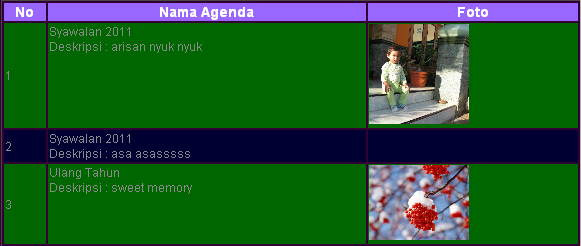 No Nama Agenda Foto
1
Syawalan 2011
Deskripsi : arisan nyuk nyuk
2
Syawalan 2011
Deskripsi : asa asasssss
3
Ulang Tahun
Deskripsi : sweet memory